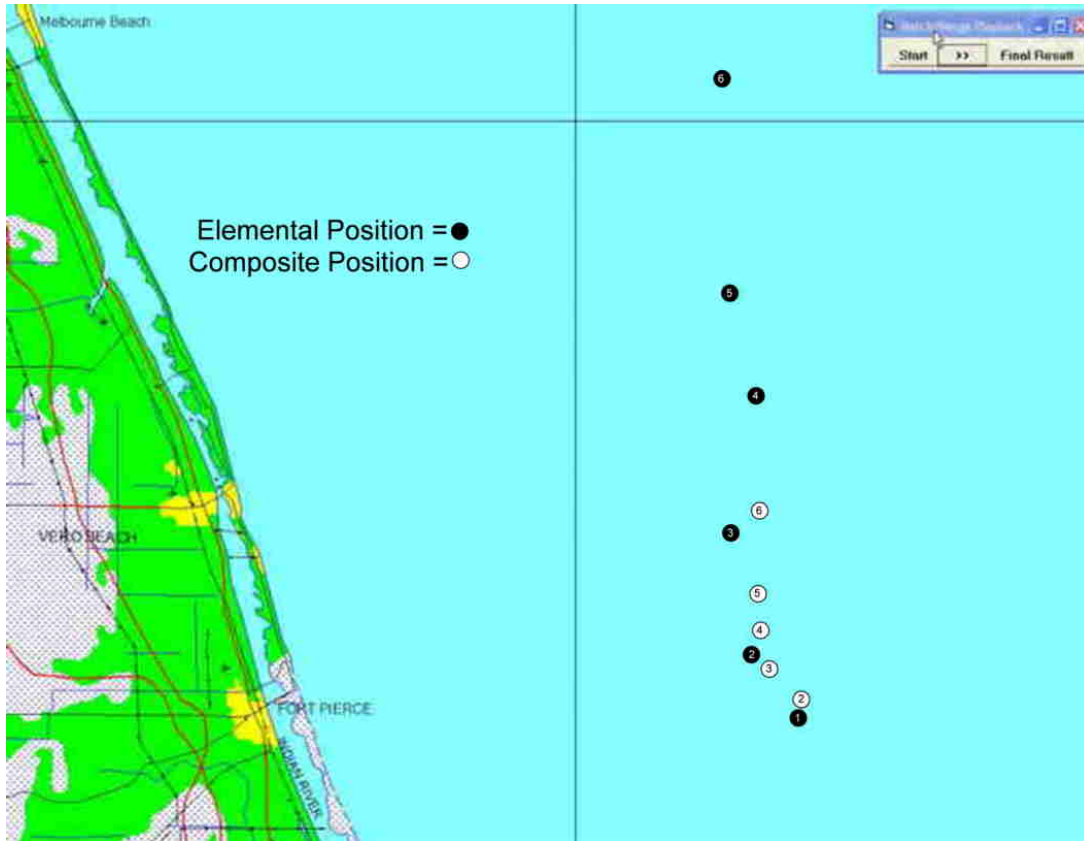 Melbourne Beach
Start >> Final Result
6
Elemental Position =
Composite Position =
5
4
6
3
VERO BEACH
5
4
2
3
2
FORT PIERCE
1
INDIAN RIVER